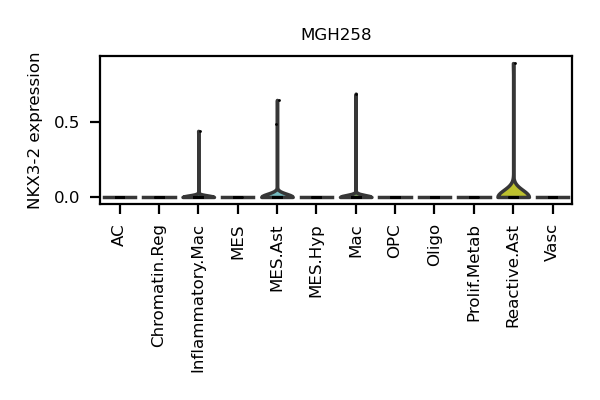 MGH258
NKX3-2 expression
0.5
0.0
AC
Chromatin.Reg
Inflammatory.Mac
MES
MES.Ast
MES.Hyp
Mac
OPC
Oligo
Prolif.Metab
Reactive.Ast
Vasc